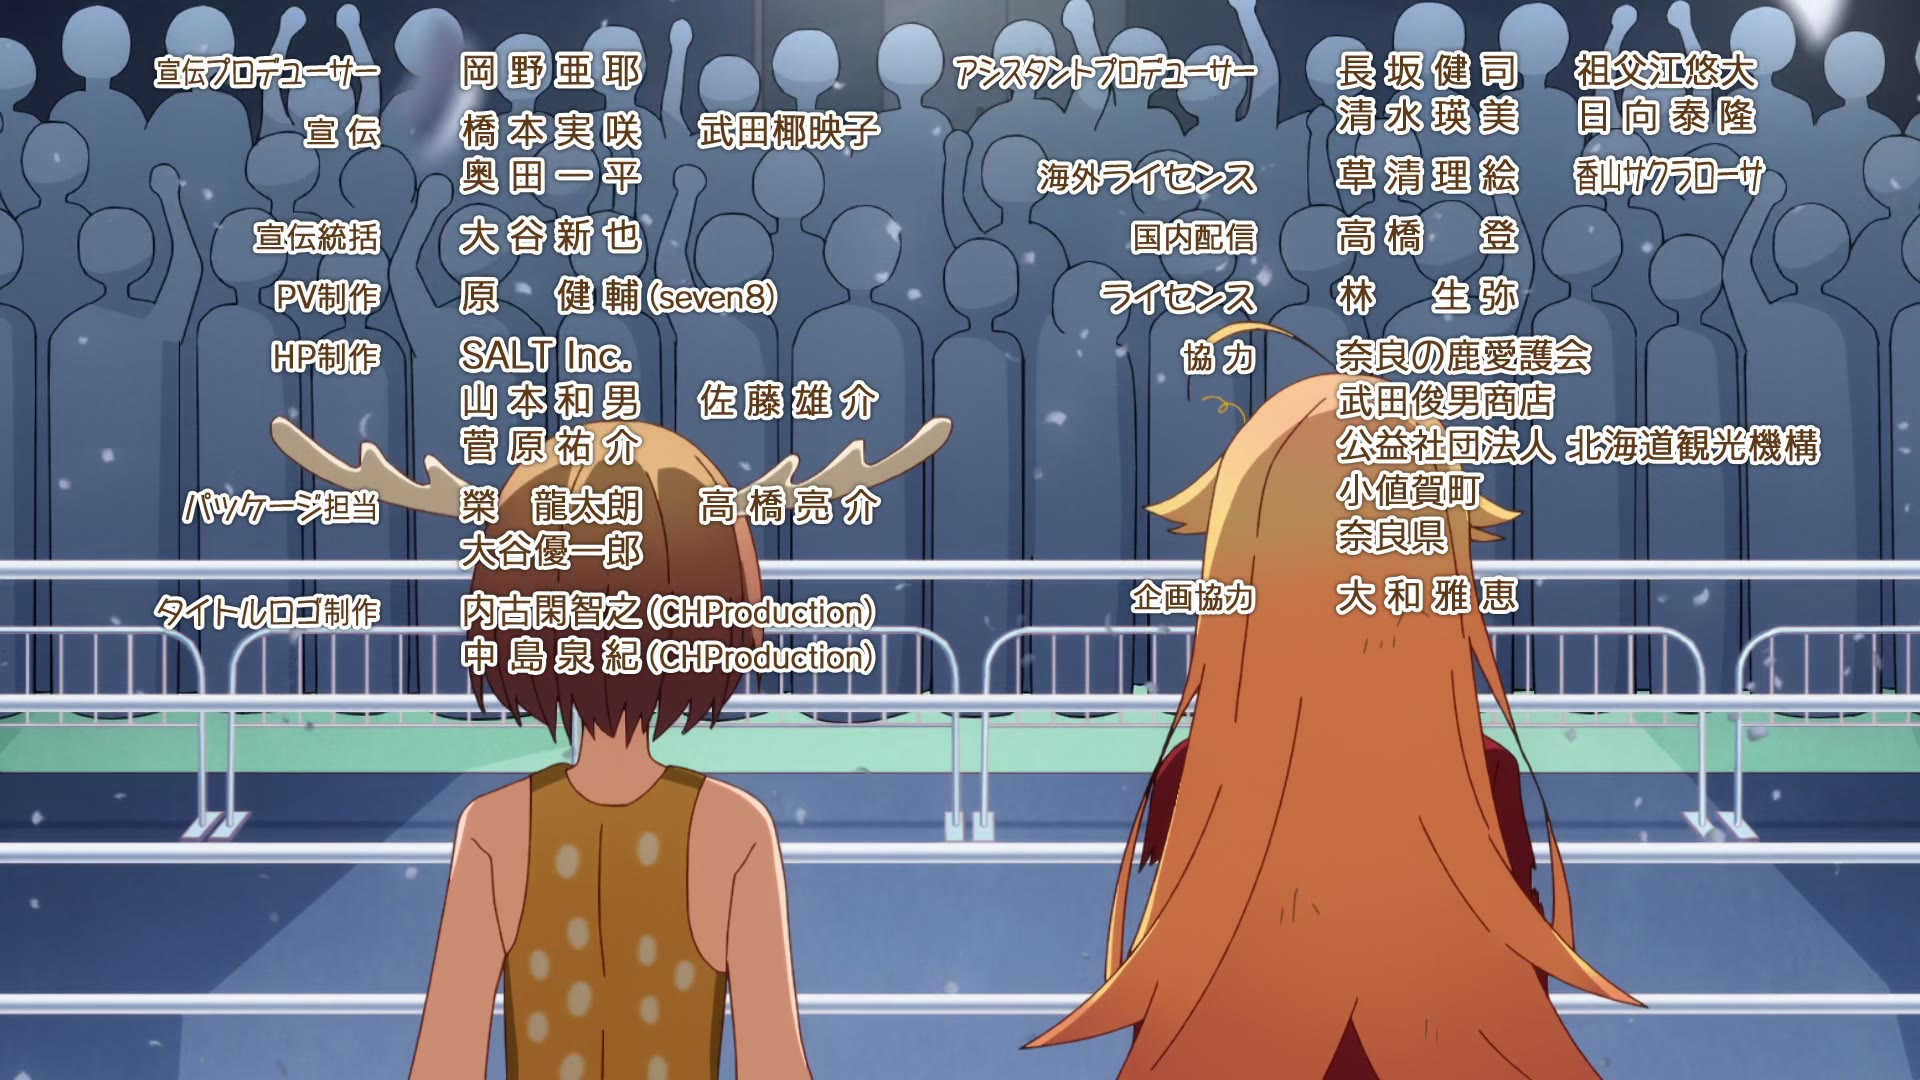 宣伝プロデューサー 岡野亜耶
宣伝 橋本実咲 武田椰映子
奥田一平
宣伝統括 大谷新也
PV制作 原 健輔(seven8)
HP制作 SALT Inc.
山本和男 佐藤雄介
菅原祐介
パッケージ担当 榮 龍太朗 高橋亮介
大谷優一郎
タイトルロゴ制作 内古閑智之(CHProduction)
中島泉紀(CHProduction)
アシスタントプロデューサー 長坂健司 祖父江悠大
清水瑛美 日向泰隆
海外ライセンス 草清理絵 香山サクラローサ
国内配信 高橋 登
ライセンス 林 生弥
協力 奈良の鹿愛護会
武田俊男商店
公益社団法人 北海道観光機構
小値賀町
奈良県
企画協力 大和雅恵